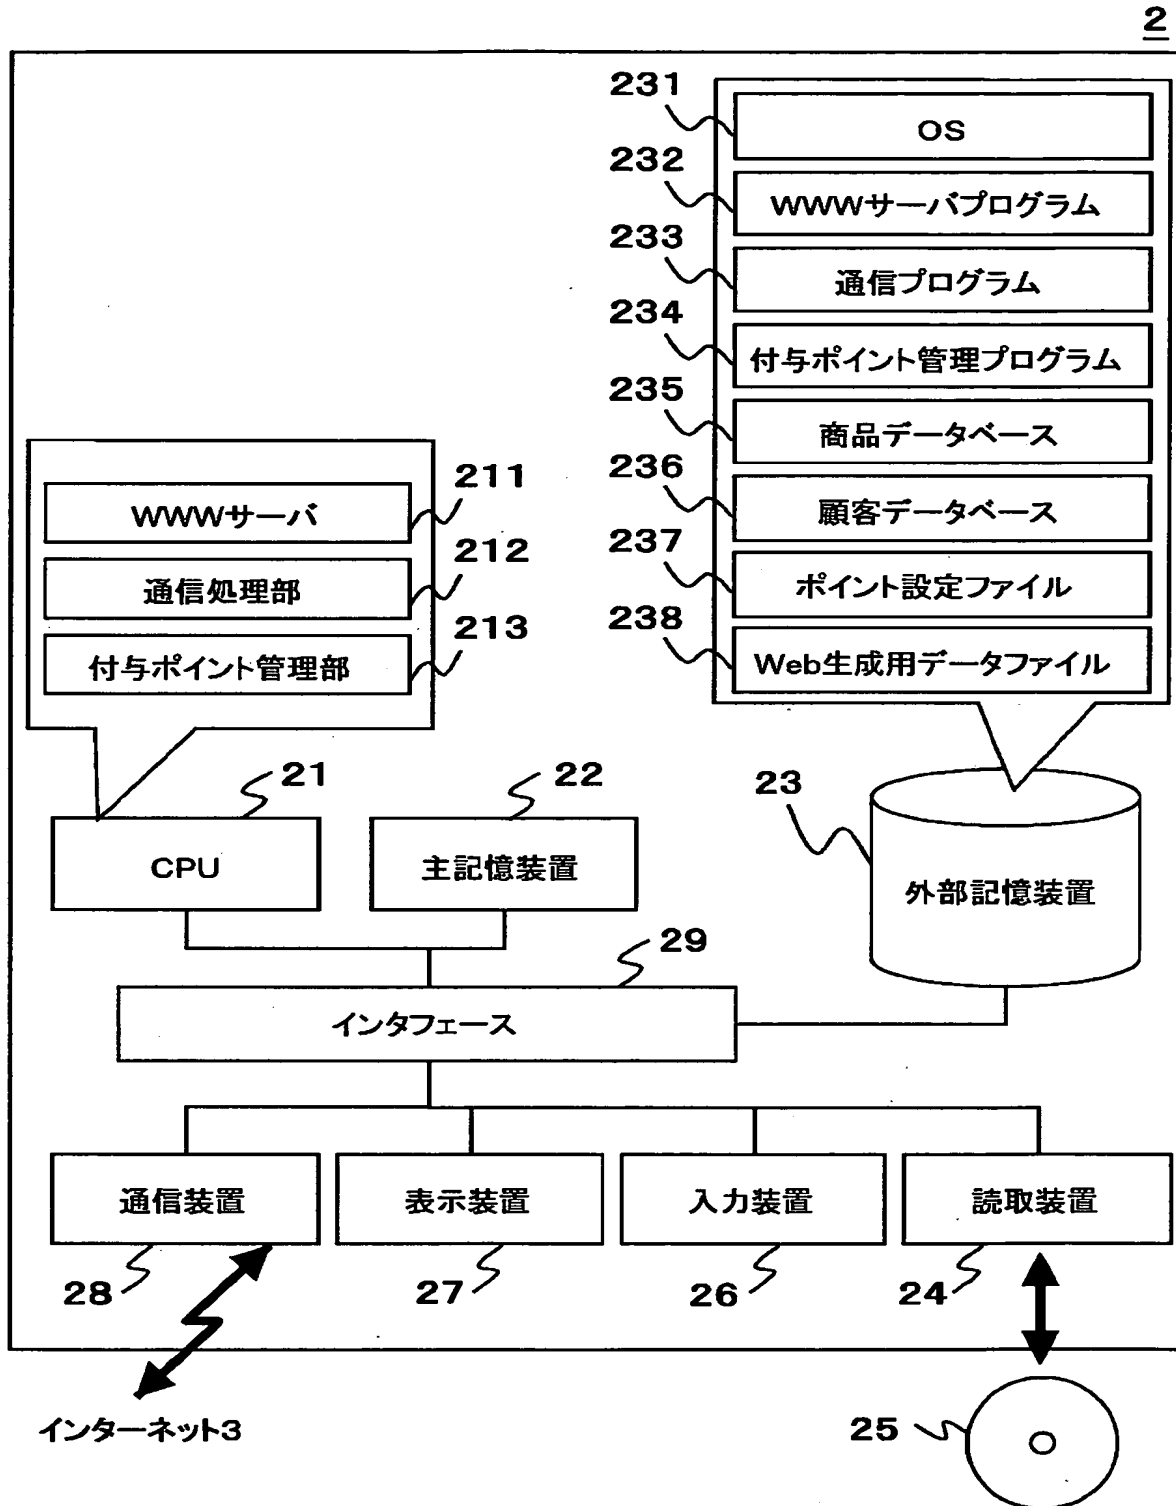 2
231
OS
232
WWWサーバプログラム
233
通信プログラム
234
付与ポイント管理プログラム
235
商品データベース
236
顧客データベース
237
ポイント設定ファイル
238
Web生成用データファイル
WWWサーバ
211
通信処理部
212
付与ポイント管理部
213
21
CPU
22
主記憶装置
23
外部記憶装置
29
インタフェース
通信装置
28
表示装置
27
入力装置
26
読取装置
24
インターネット3
25